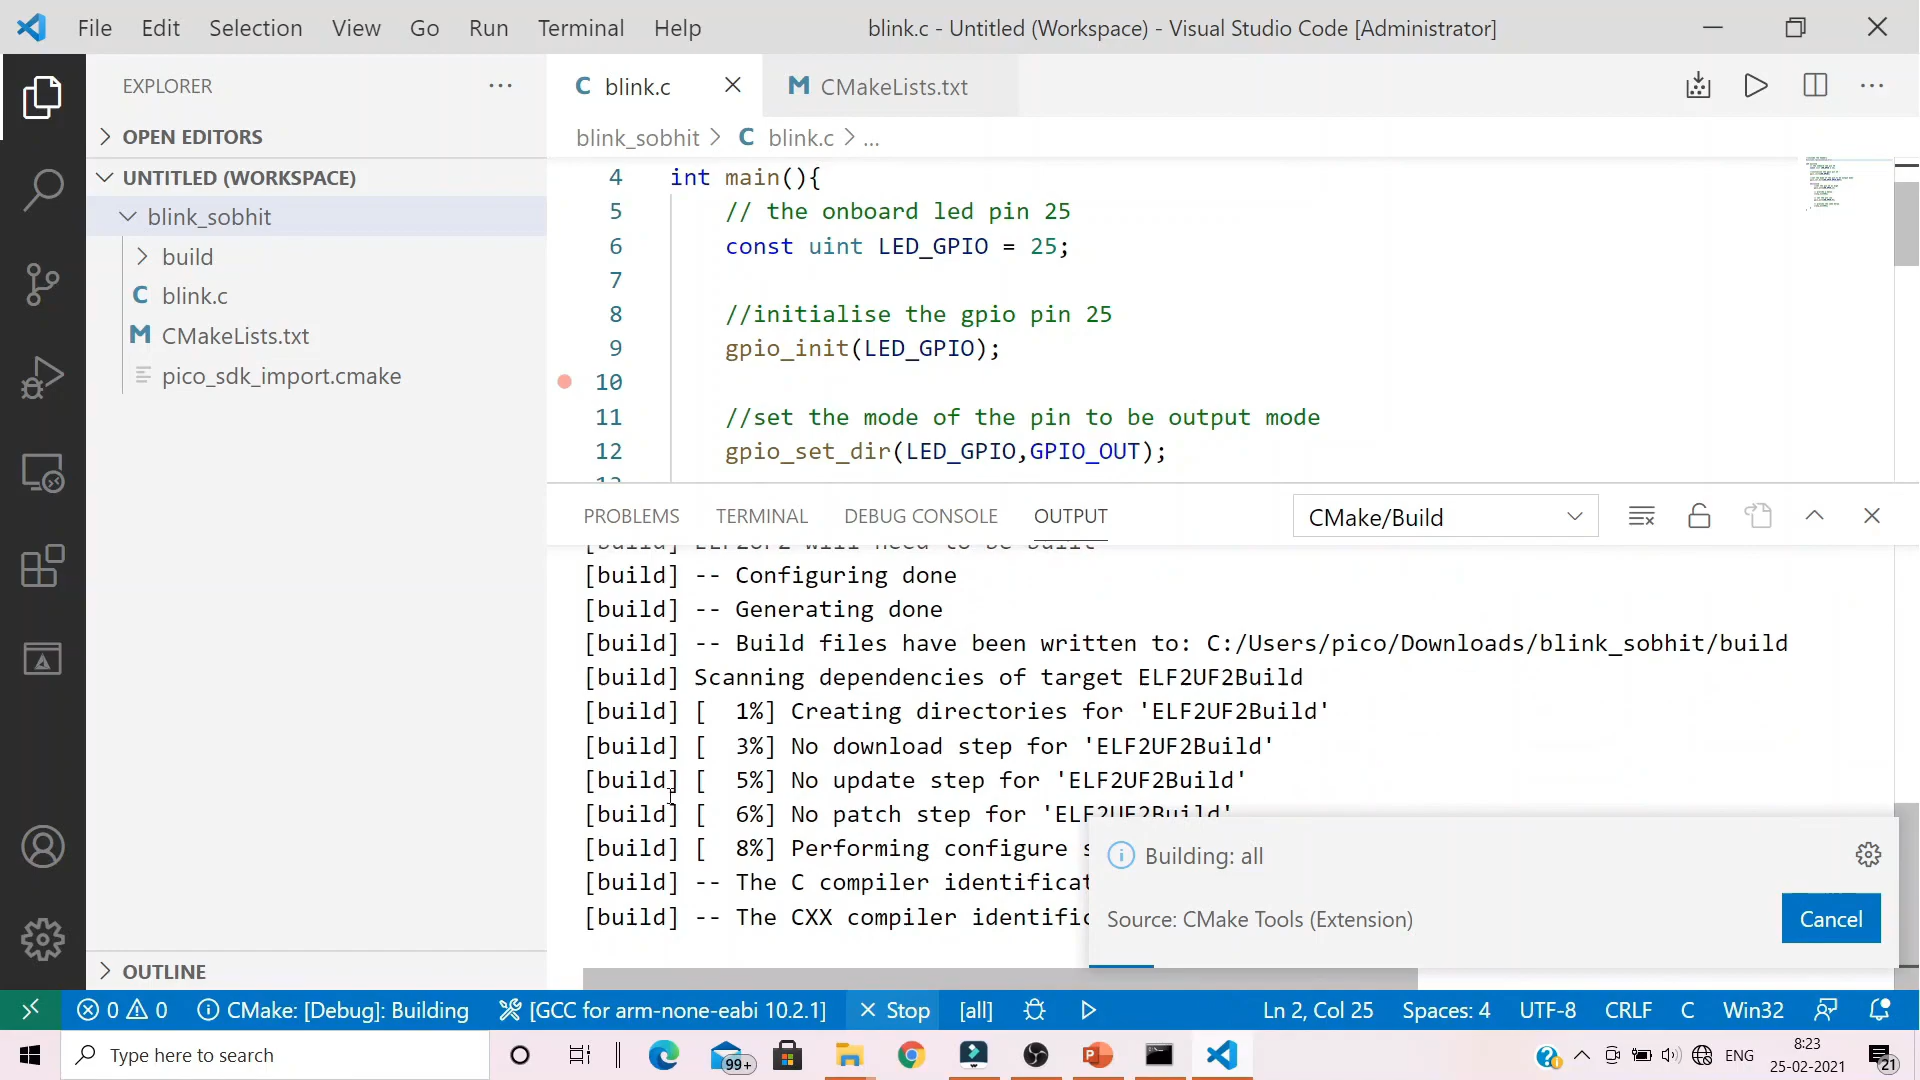 File Edit Selection View Go Run Terminal Help
blink.c - Untitled (Workspace) - Visual Studio Code [Administrator]
EXPLORER
OPEN EDITORS
UNTITLED (WORKSPACE)
blink_sobhit
build
C blink.c
M CMakeLists.txt
pico_sdk_import.cmake
OUTLINE
C blink.c
M CMakeLists.txt
blink_sobhit > C blink.c > ...
4 int main(){
5 // the onboard led pin 25
6 const uint LED_GPIO = 25;
7
8 //initialise the gpio pin 25
9 gpio_init(LED_GPIO);
10
11 //set the mode of the pin to be output mode
12 gpio_set_dir(LED_GPIO,GPIO_OUT);
PROBLEMS TERMINAL DEBUG CONSOLE OUTPUT
CMake/Build
[build] ELF2UF2 will need to be built
[build] -- Configuring done
[build] -- Generating done
[build] -- Build files have been written to: C:/Users/pico/Downloads/blink_sobhit/build
[build] Scanning dependencies of target ELF2UF2Build
[build] [  1%] Creating directories for 'ELF2UF2Build'
[build] [  3%] No download step for 'ELF2UF2Build'
[build] [  5%] No update step for 'ELF2UF2Build'
[build] [  6%] No patch step for 'ELF2UF2Build'
[build] [  8%] Performing configure s
[build] -- The C compiler identificat
[build] -- The CXX compiler identific
Building: all
Source: CMake Tools (Extension)
Cancel
0 0 CMake: [Debug]: Building [GCC for arm-none-eabi 10.2.1] Stop [all] Ln 2, Col 25 Spaces: 4 UTF-8 CRLF C Win32
Type here to search
99+
ENG
8:23
25-02-2021
21